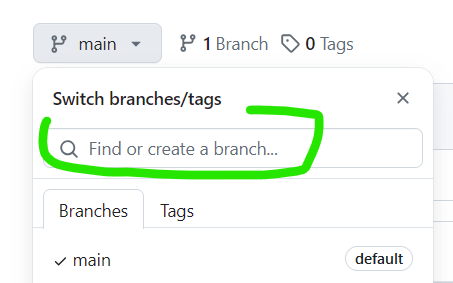 main 1 Branch 0 Tags
Switch branches/tags
Find or create a branch...
Branches Tags
main default